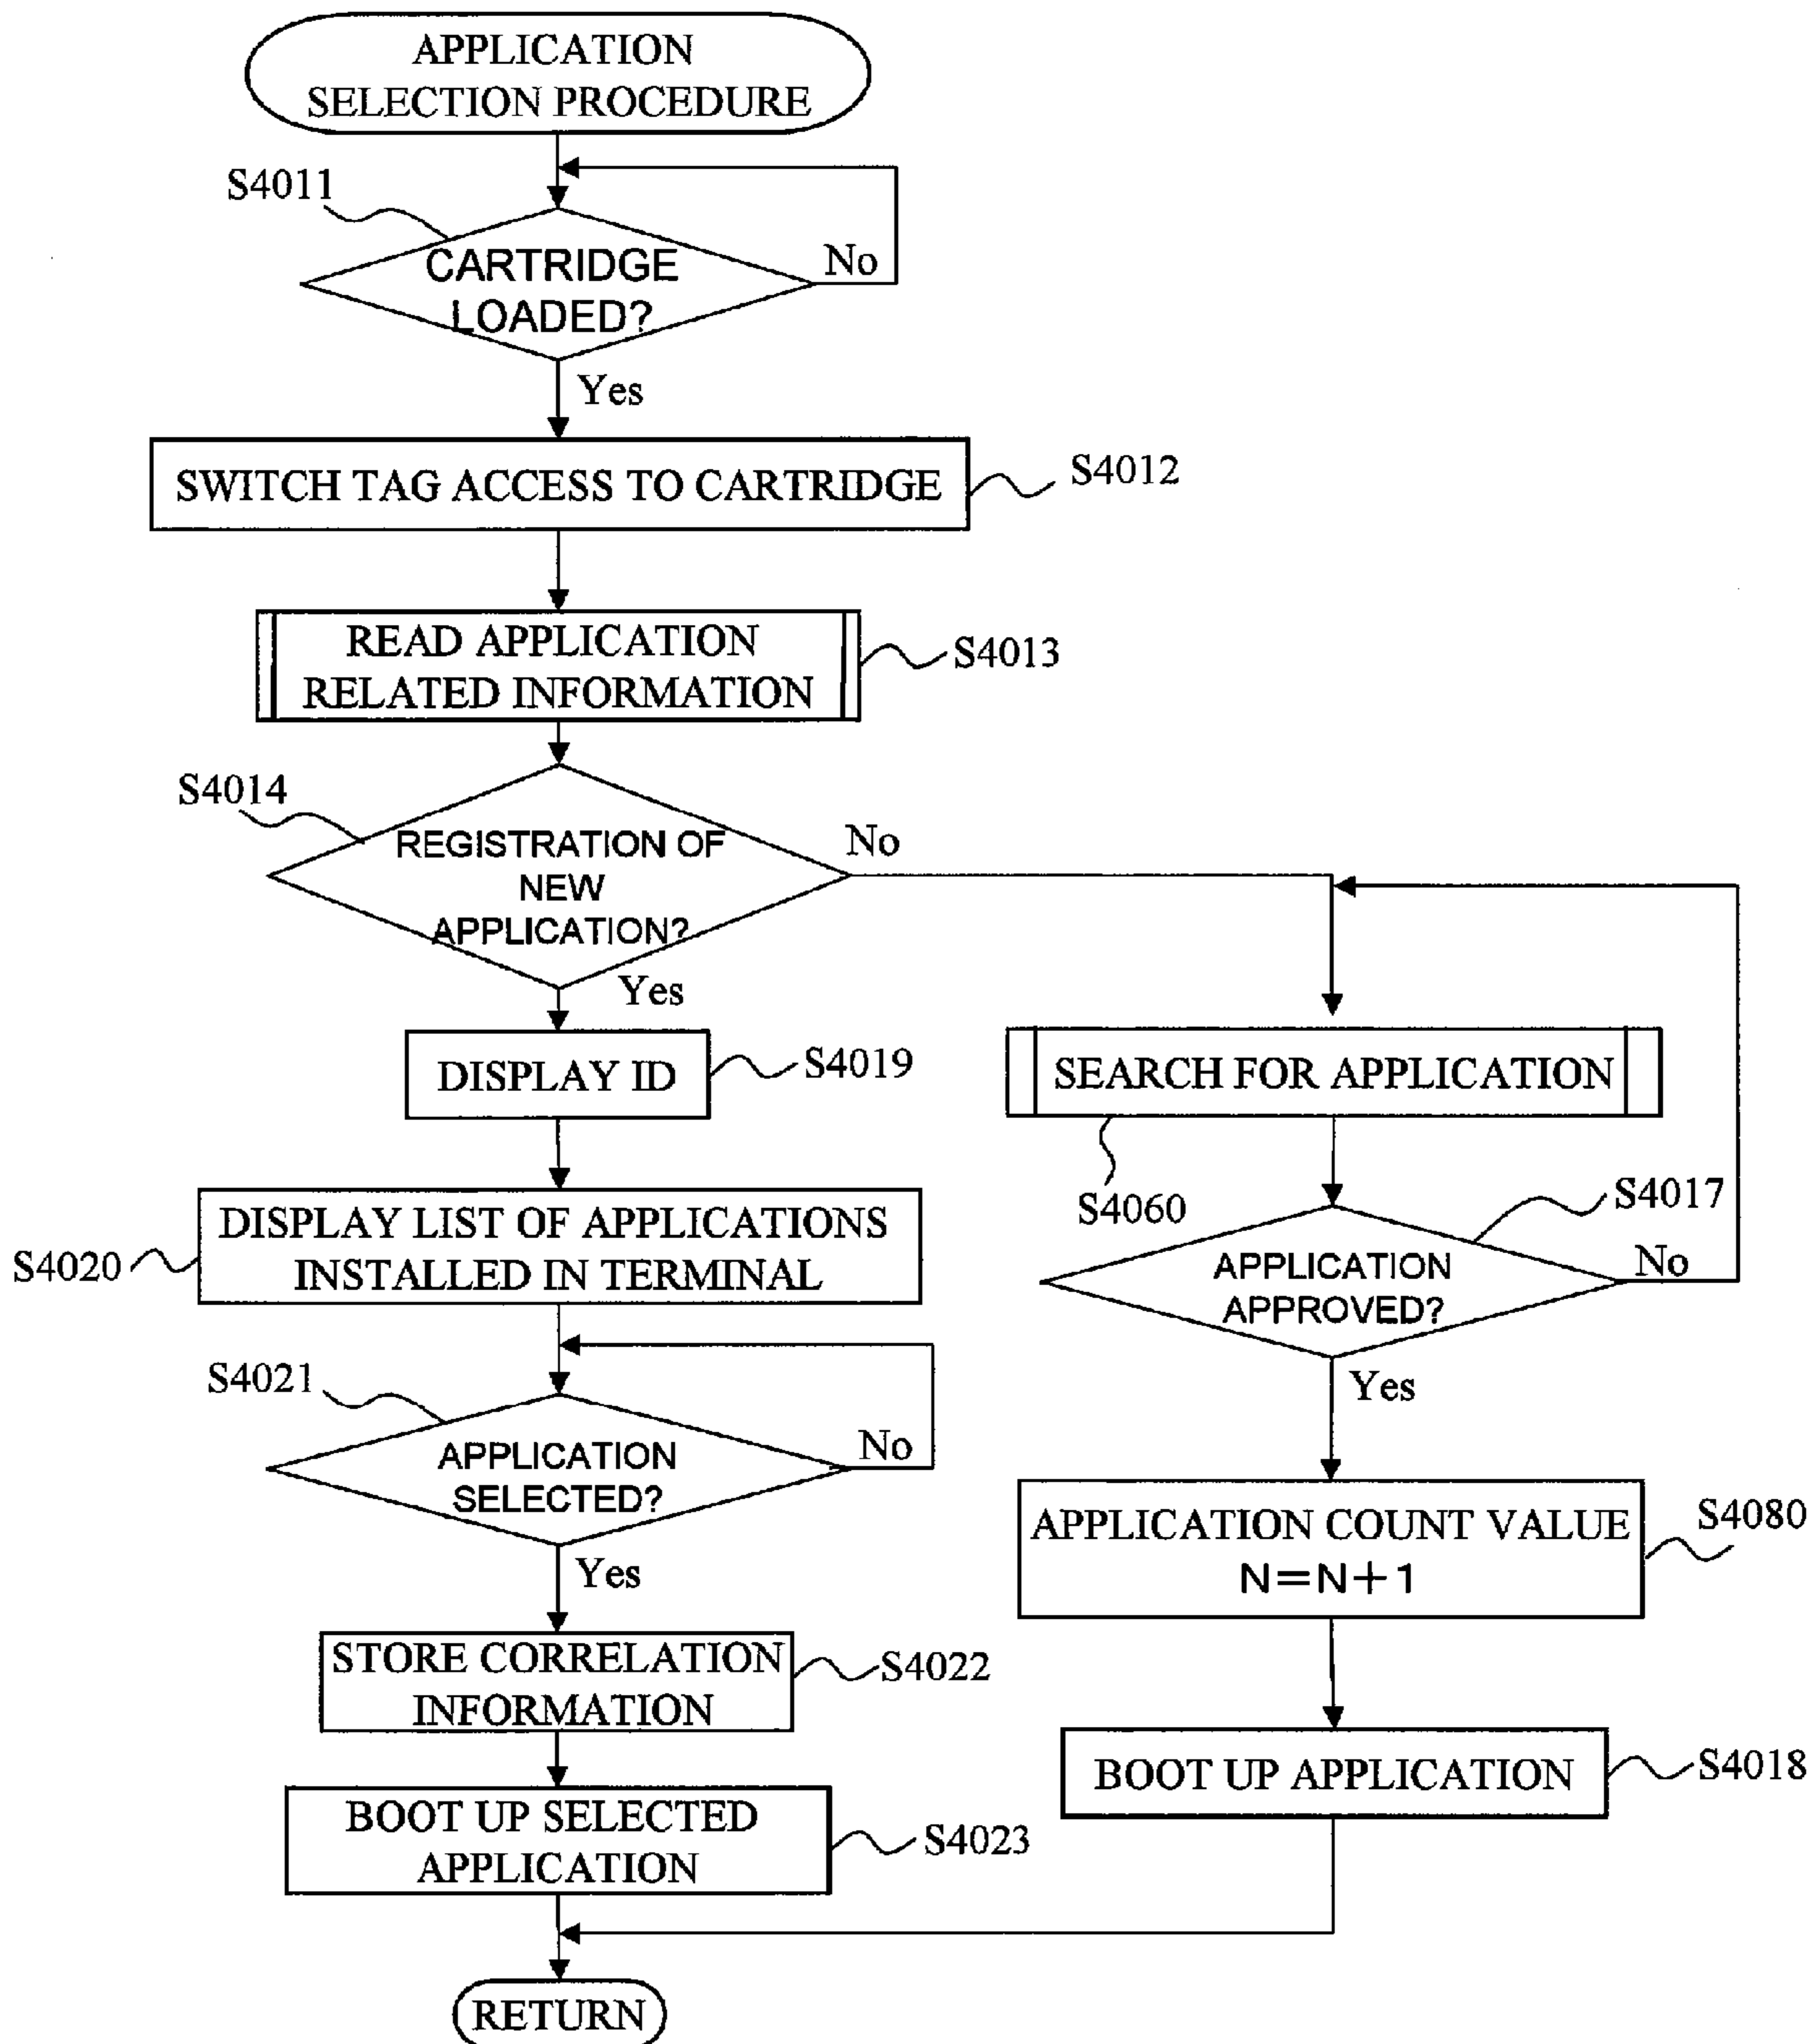 APPLICATION
SELECTION PROCEDURE
S4011
CARTRIDGE
LOADED?
No
Yes
SWITCH TAG ACCESS TO CARTRIDGE
S4012
READ APPLICATION
RELATED INFORMATION
S4013
S4014
REGISTRATION OF
NEW
APPLICATION?
No
Yes
DISPLAY ID
S4019
SEARCH FOR APPLICATION
S4060
DISPLAY LIST OF APPLICATIONS
INSTALLED IN TERMINAL
S4020
S4017
APPLICATION
APPROVED?
No
Yes
S4021
APPLICATION
SELECTED?
No
Yes
APPLICATION COUNT VALUE
N=N+1
S4080
STORE CORRELATION
INFORMATION
S4022
BOOT UP APPLICATION
S4018
BOOT UP SELECTED
APPLICATION
S4023
RETURN